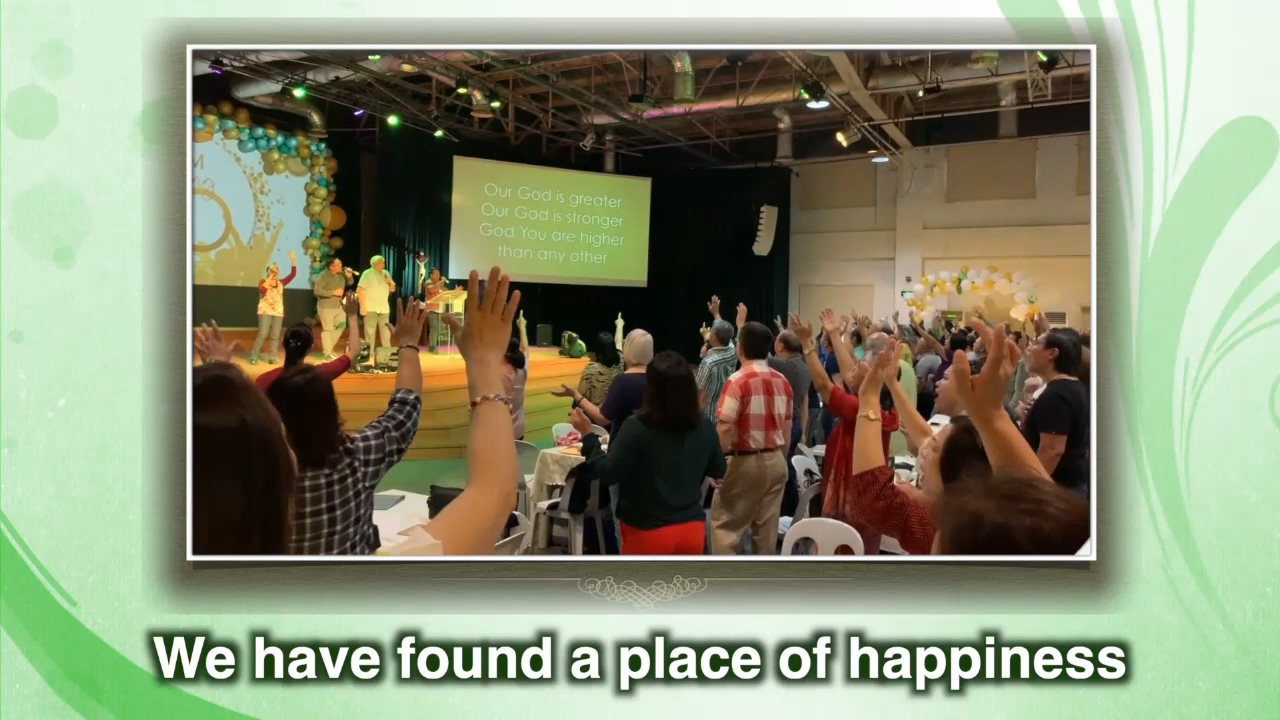 Our God is greater
Our God is stronger
God You are higher
than any other
We have found a place of happiness